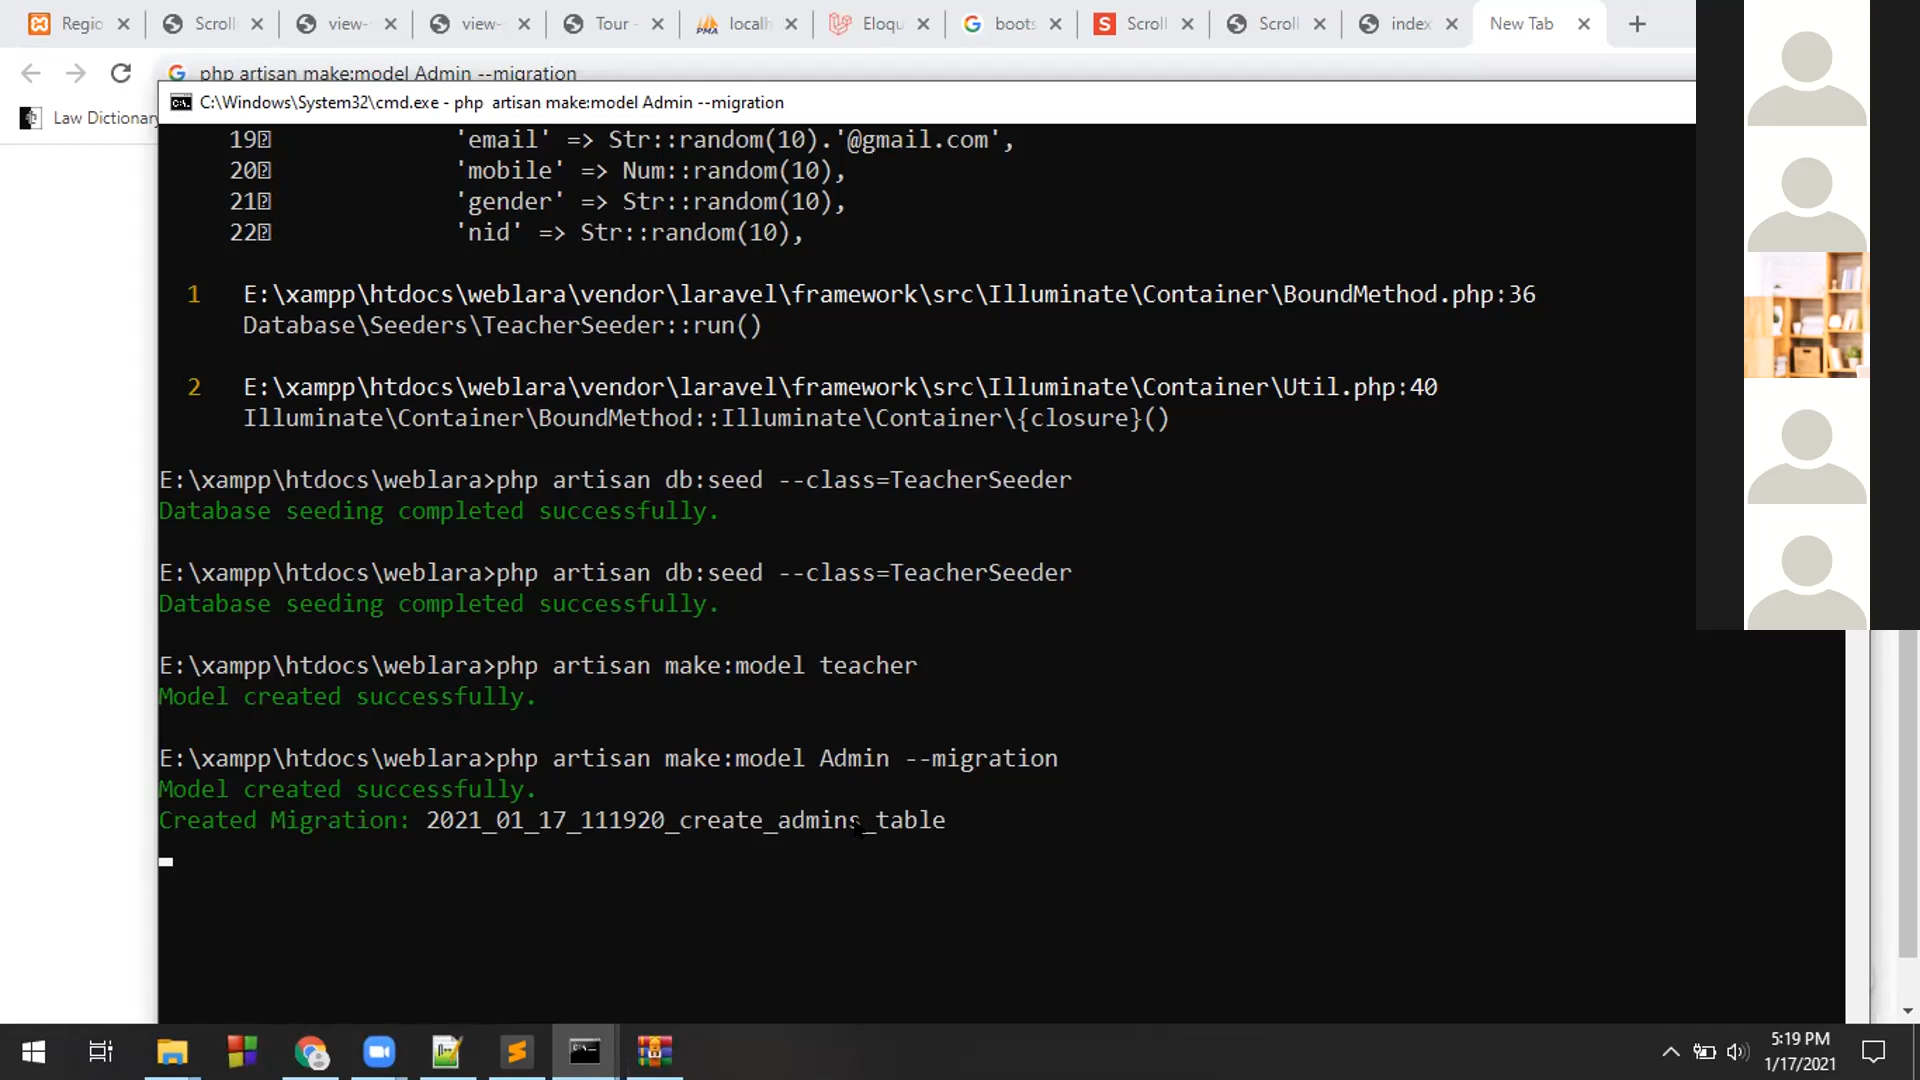 Regio
Scroll
view-
view-s
Tour -
localh
Eloqu
boots
Scroll
Scroll
index
New Tab
php artisan make:model Admin --migration
C:\Windows\System32\cmd.exe - php  artisan make:model Admin --migration
Law Dictionary
19 'email' => Str::random(10).'@gmail.com',
20 'mobile' => Num::random(10),
21 'gender' => Str::random(10),
22 'nid' => Str::random(10),
1 E:\xampp\htdocs\weblara\vendor\laravel\framework\src\Illuminate\Container\BoundMethod.php:36
Database\Seeders\TeacherSeeder::run()
2 E:\xampp\htdocs\weblara\vendor\laravel\framework\src\Illuminate\Container\Util.php:40
Illuminate\Container\BoundMethod::Illuminate\Container\{closure}()
E:\xampp\htdocs\weblara>php artisan db:seed --class=TeacherSeeder
Database seeding completed successfully.
E:\xampp\htdocs\weblara>php artisan db:seed --class=TeacherSeeder
Database seeding completed successfully.
E:\xampp\htdocs\weblara>php artisan make:model teacher
Model created successfully.
E:\xampp\htdocs\weblara>php artisan make:model Admin --migration
Model created successfully.
Created Migration: 2021_01_17_111920_create_admins_table
5:19 PM
1/17/2021